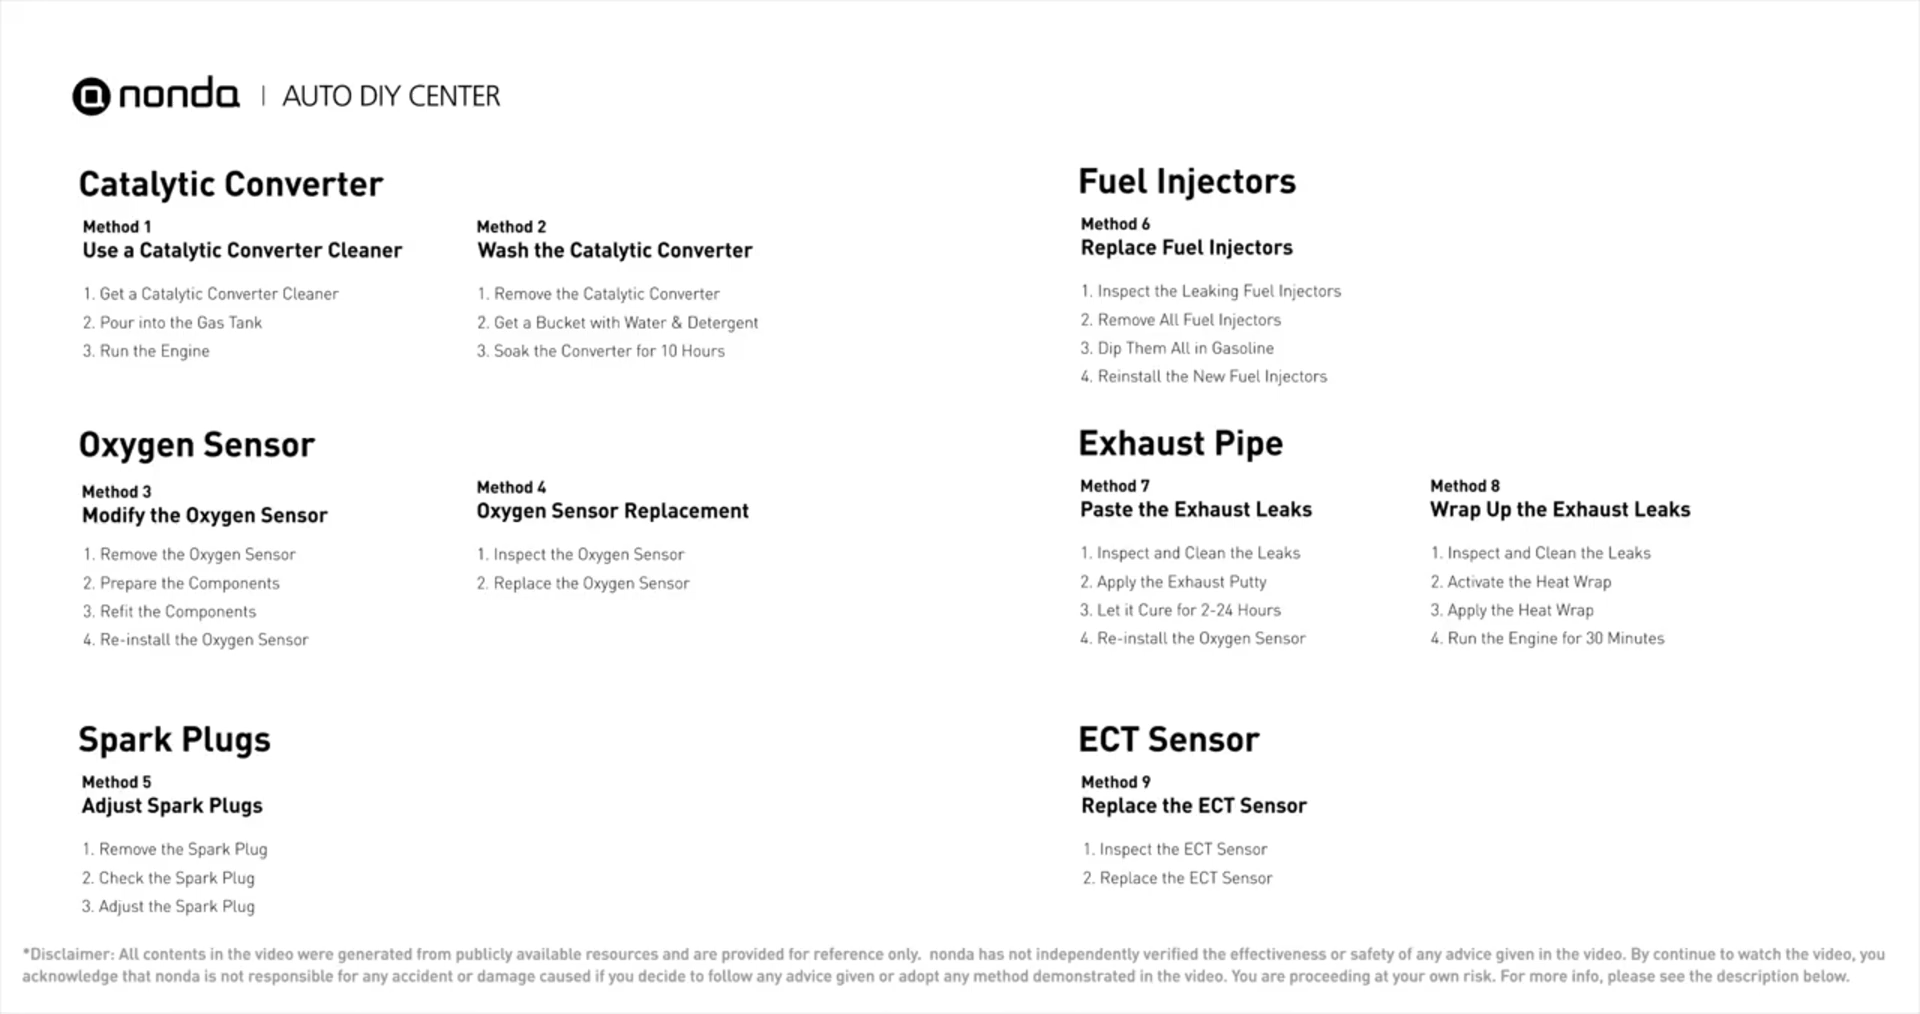 nonda | AUTO DIY CENTER
Catalytic Converter
Method 1
Use a Catalytic Converter Cleaner
1. Get a Catalytic Converter Cleaner
2. Pour into the Gas Tank
3. Run the Engine
Method 2
Wash the Catalytic Converter
1. Remove the Catalytic Converter
2. Get a Bucket with Water & Detergent
3. Soak the Converter for 10 Hours
Oxygen Sensor
Method 3
Modify the Oxygen Sensor
1. Remove the Oxygen Sensor
2. Prepare the Components
3. Refit the Components
4. Re-install the Oxygen Sensor
Method 4
Oxygen Sensor Replacement
1. Inspect the Oxygen Sensor
2. Replace the Oxygen Sensor
Spark Plugs
Method 5
Adjust Spark Plugs
1. Remove the Spark Plug
2. Check the Spark Plug
3. Adjust the Spark Plug
Fuel Injectors
Method 6
Replace Fuel Injectors
1. Inspect the Leaking Fuel Injectors
2. Remove All Fuel Injectors
3. Dip Them All in Gasoline
4. Reinstall the New Fuel Injectors
Exhaust Pipe
Method 7
Paste the Exhaust Leaks
1. Inspect and Clean the Leaks
2. Apply the Exhaust Putty
3. Let it Cure for 2-24 Hours
4. Re-install the Oxygen Sensor
Method 8
Wrap Up the Exhaust Leaks
1. Inspect and Clean the Leaks
2. Activate the Heat Wrap
3. Apply the Heat Wrap
4. Run the Engine for 30 Minutes
ECT Sensor
Method 9
Replace the ECT Sensor
1. Inspect the ECT Sensor
2. Replace the ECT Sensor
*Disclaimer: All contents in the video were generated from publicly available resources and are provided for reference only. nonda has not independently verified the effectiveness or safety of any advice given in the video. By continue to watch the video, you
acknowledge that nonda is not responsible for any accident or damage caused if you decide to follow any advice given or adopt any method demonstrated in the video. You are proceeding at your own risk. For more info, please see the description below.